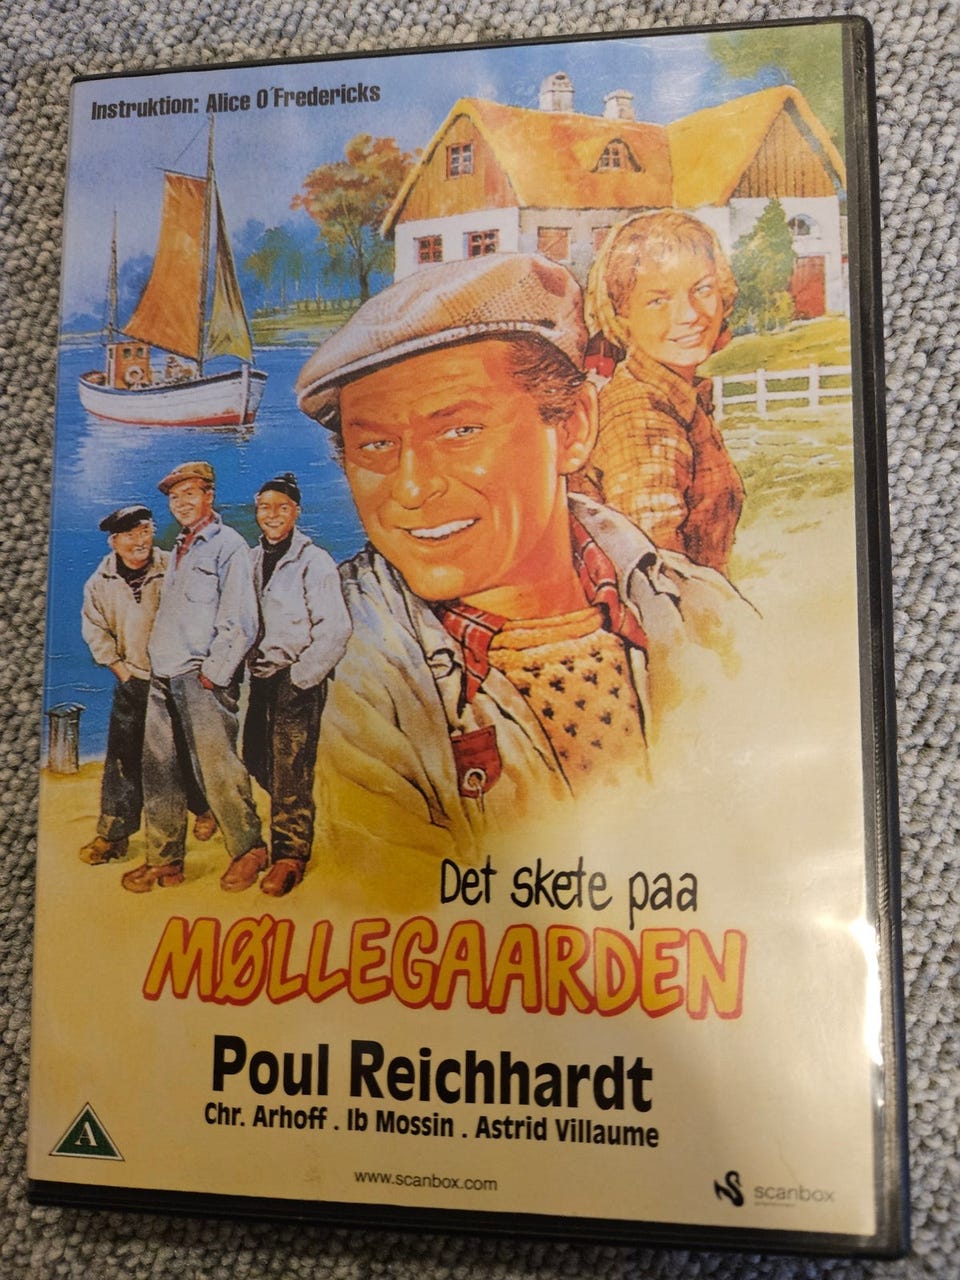 Instruktion: Alice O'Fredericks
Det skete paa
MØLLEGAARDEN
Poul Reichhardt
Chr. Arhoff . Ib Mossin . Astrid Villaume
A
www.scanbox.com
scanbox